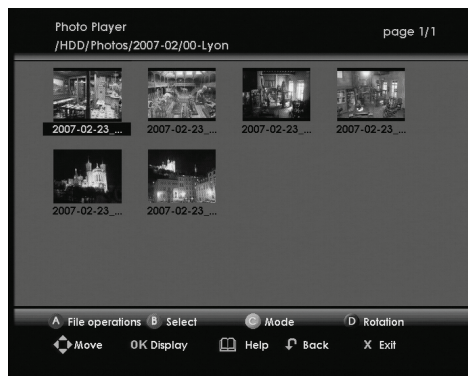 Photo Player
page 1/1
/HDD/Photos/2007-02/00-Lyon
2007-02-23_... 2007-02-23_... 2007-02-23_... 2007-02-23_...
2007-02-23_... 2007-02-23_...
A File operations B Select C Mode D Rotation
Move OK Display Help Back X Exit